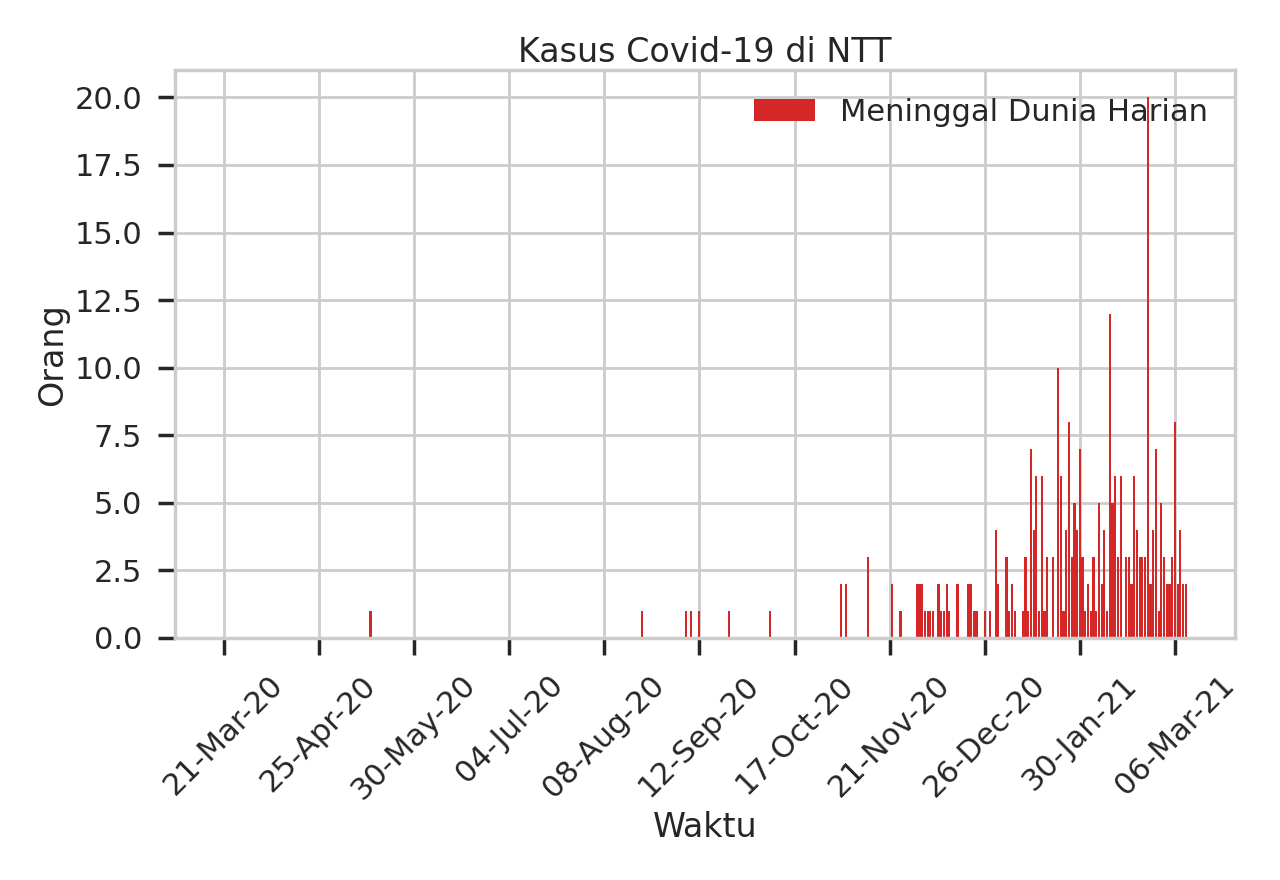 Kasus Covid-19 di NTT
Meninggal Dunia Harian
Orang
20.0
17.5
15.0
12.5
10.0
7.5
5.0
2.5
0.0
21-Mar-20
25-Apr-20
30-May-20
04-Jul-20
08-Aug-20
12-Sep-20
17-Oct-20
21-Nov-20
26-Dec-20
30-Jan-21
06-Mar-21
Waktu